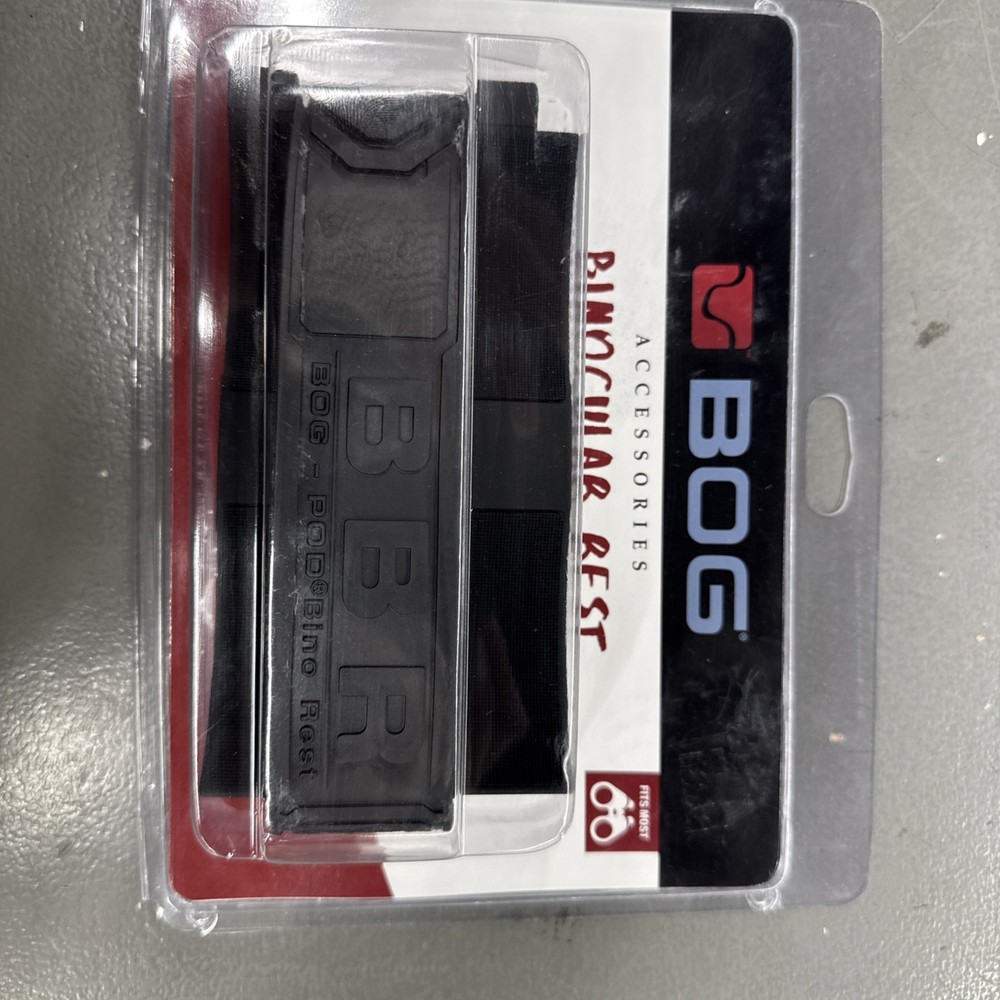 BOG®
ACCESSORIES
BINOCULAR REST
FITS MOST
BBR
BOG-POD®Bino Rest